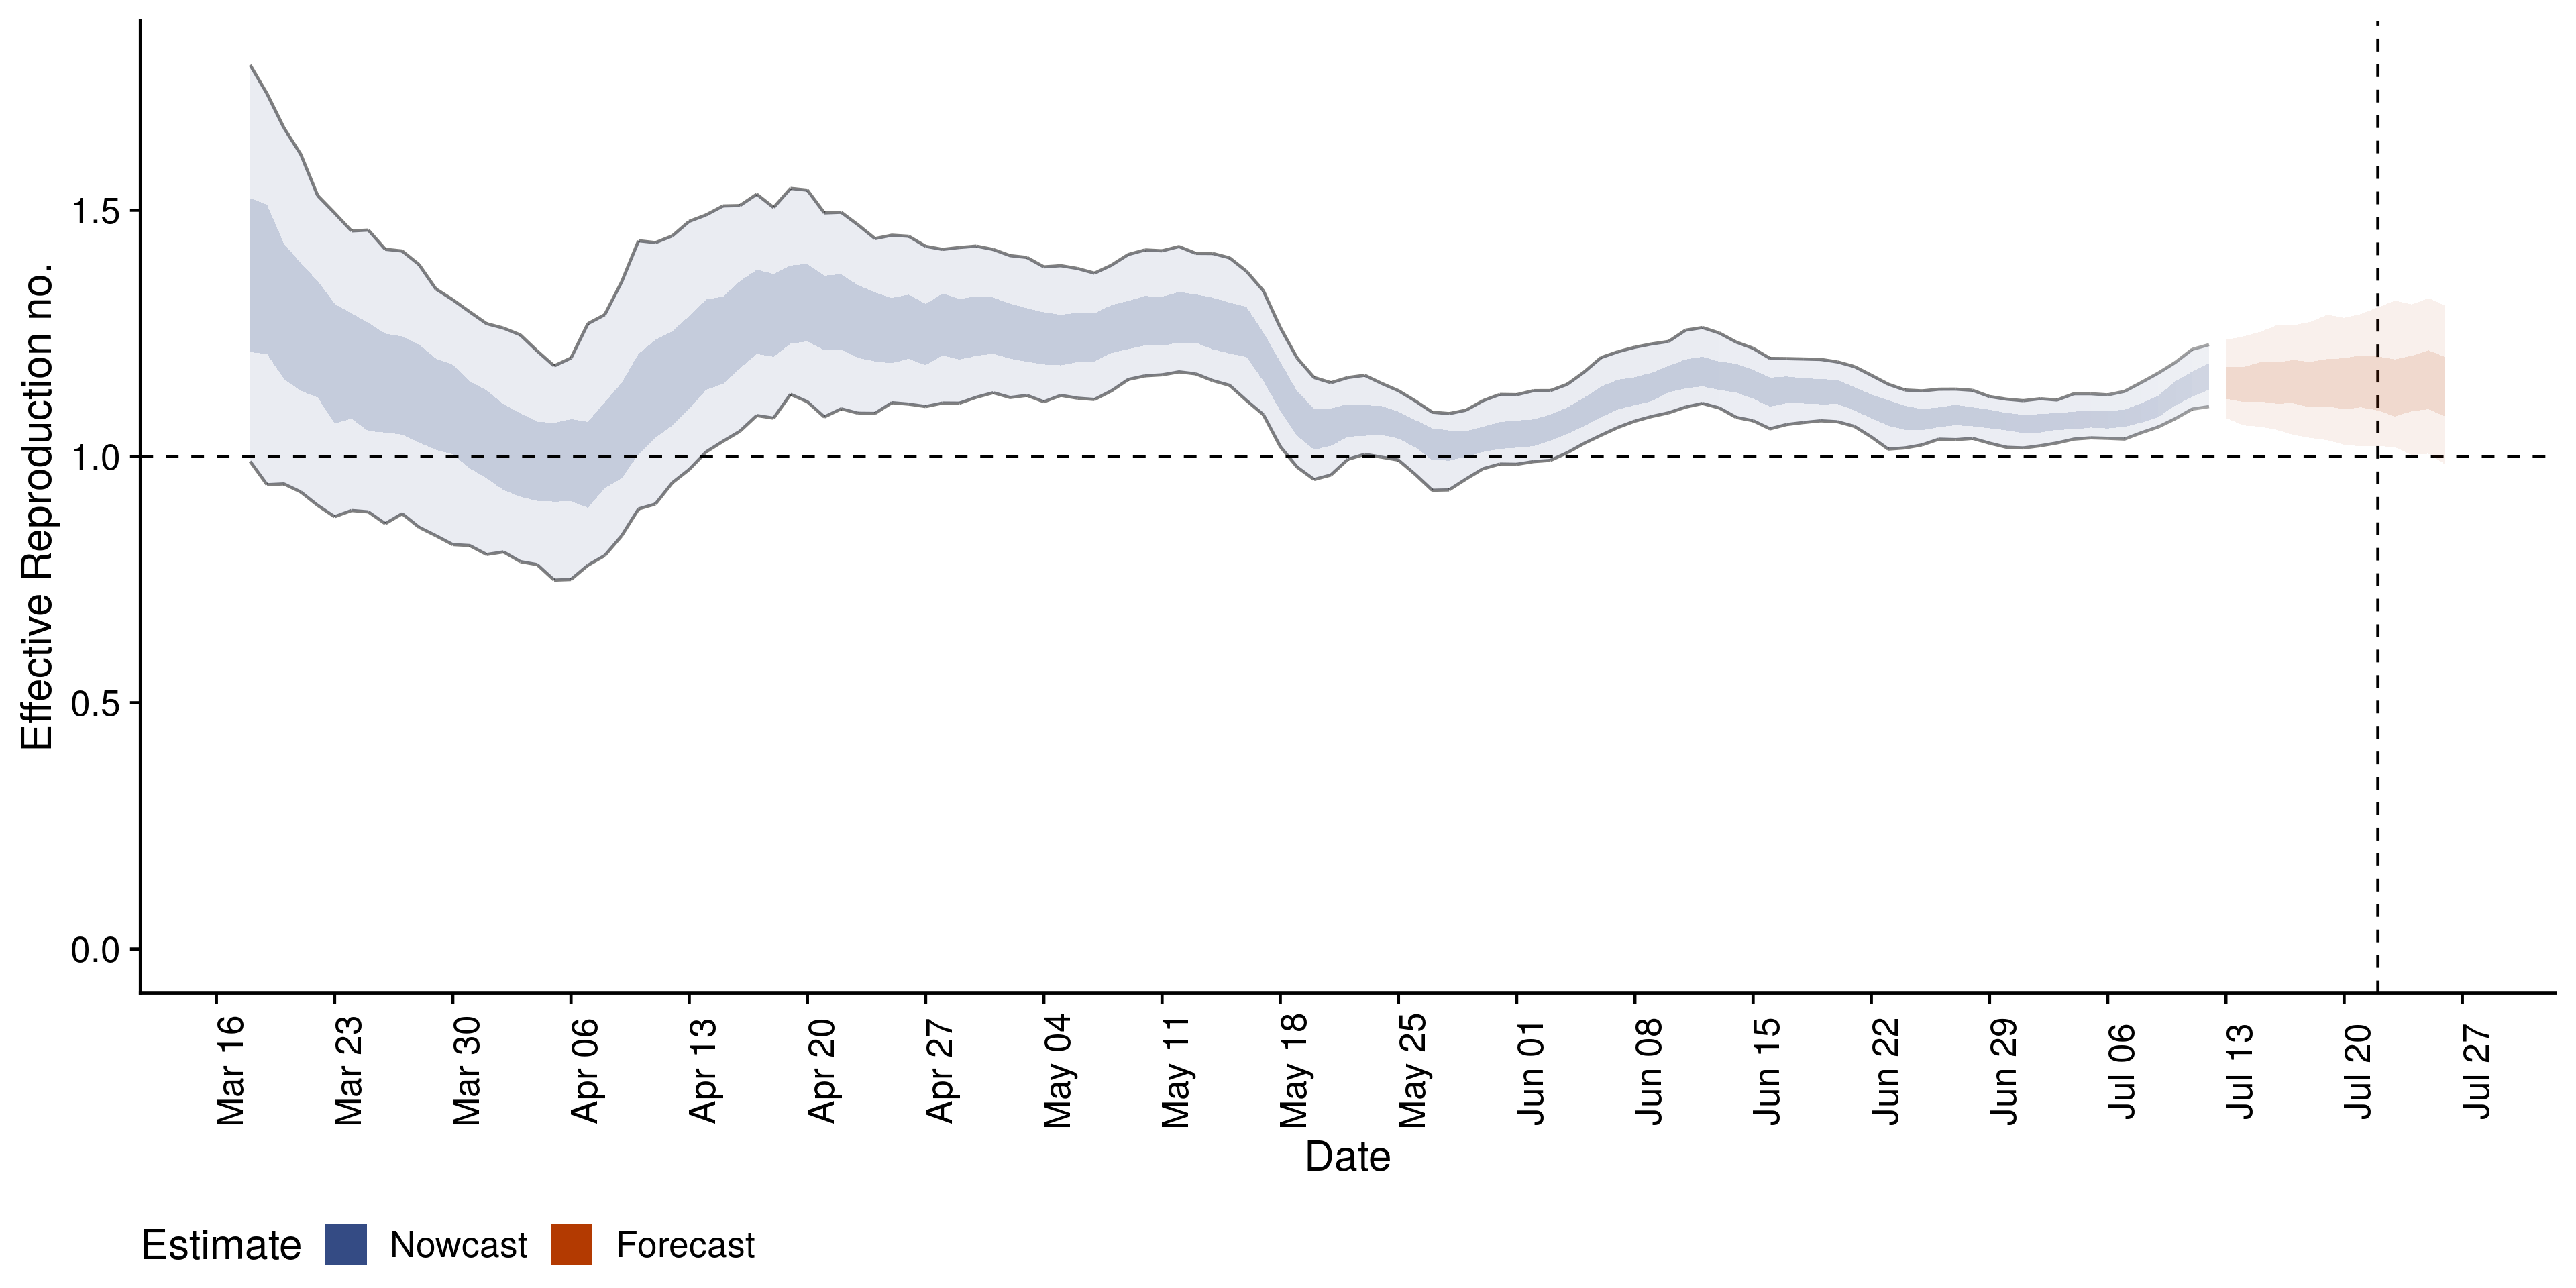 Effective Reproduction no.
1.5
1.0
0.5
0.0
Mar 16
Mar 23
Mar 30
Apr 06
Apr 13
Apr 20
Apr 27
May 04
May 11
May 18
May 25
Jun 01
Jun 08
Jun 15
Jun 22
Jun 29
Jul 06
Jul 13
Jul 20
Jul 27
Date
Estimate Nowcast Forecast